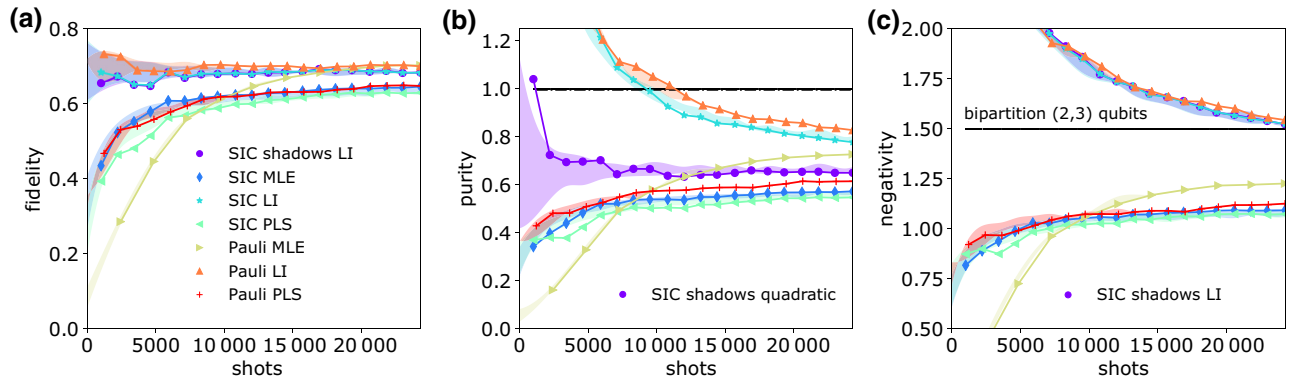 (a)
0.8
0.6
0.4
0.2
0.0
fidelity
SIC shadows LI
SIC MLE
SIC LI
SIC PLS
Pauli MLE
Pauli LI
Pauli PLS
0 5000 10 000 15 000 20 000
shots
(b)
1.2
1.0
0.8
0.6
0.4
0.2
0.0
purity
SIC shadows quadratic
0 5000 10 000 15 000 20 000
shots
(c)
2.00
1.75
1.50
1.25
1.00
0.75
0.50
negativity
bipartition (2,3) qubits
SIC shadows LI
0 5000 10 000 15 000 20 000
shots